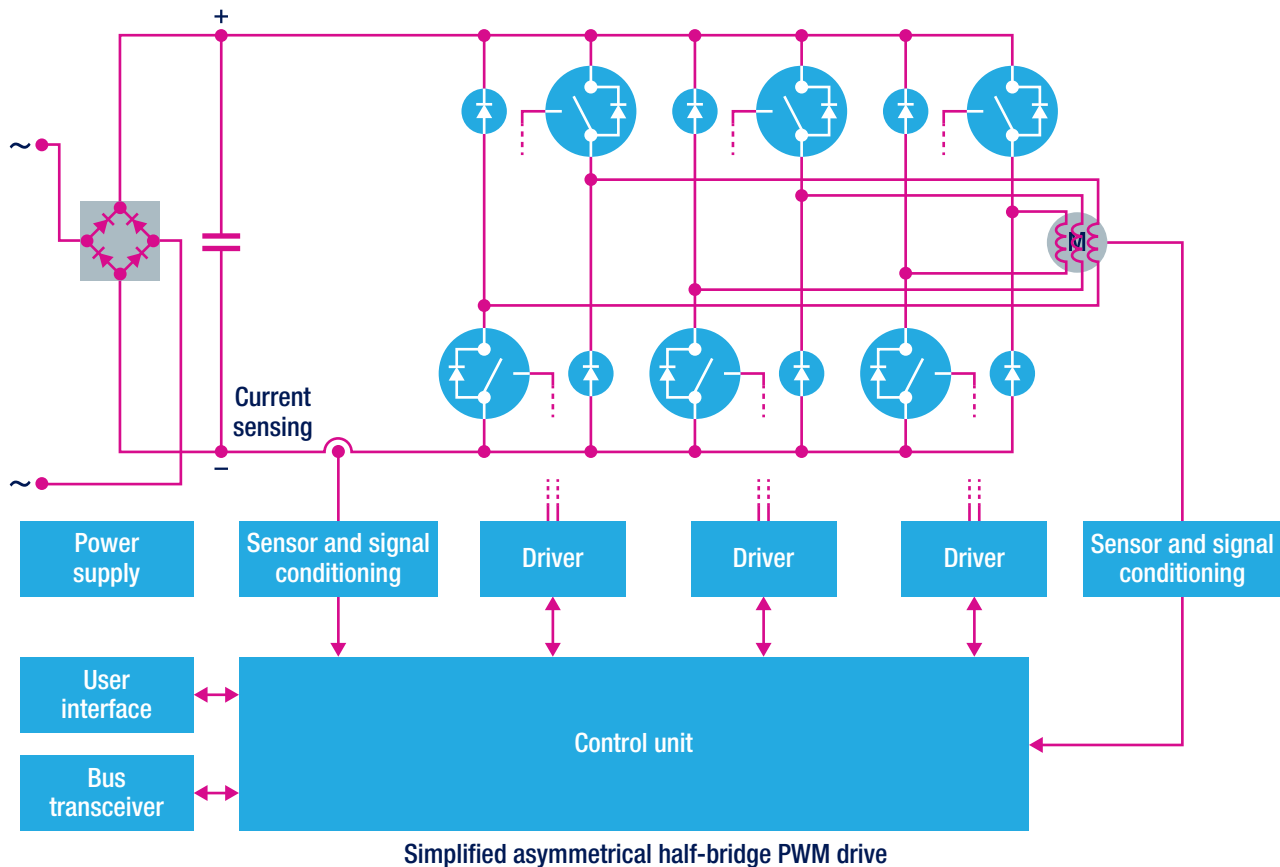 ~
~
+
−
Current
sensing
M
Power
supply
Sensor and signal
conditioning
Driver
Driver
Driver
Sensor and signal
conditioning
User
interface
Bus
transceiver
Control unit
Simplified asymmetrical half-bridge PWM drive